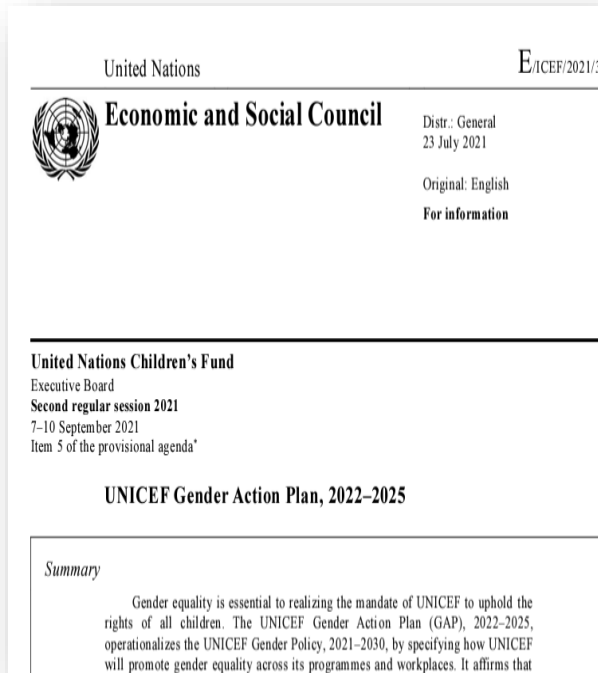 United Nations
E/ICEF/2021/3
Economic and Social Council
Distr.: General
23 July 2021
Original: English
For information
United Nations Children’s Fund
Executive Board
Second regular session 2021
7–10 September 2021
Item 5 of the provisional agenda*
UNICEF Gender Action Plan, 2022–2025
Summary
Gender equality is essential to realizing the mandate of UNICEF to uphold the
rights of all children. The UNICEF Gender Action Plan (GAP), 2022–2025,
operationalizes the UNICEF Gender Policy, 2021–2030, by specifying how UNICEF
will promote gender equality across its programmes and workplaces. It affirms that